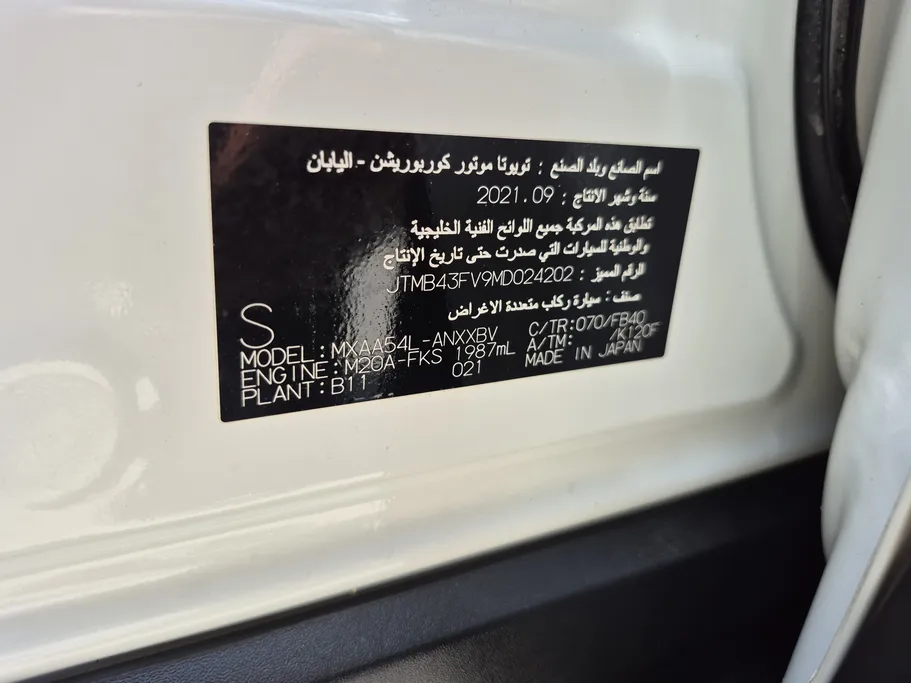 اسم الصانع وبلد الصنع : تويوتا موتور كوربوريشن - اليابان
سنة وشهر الانتاج : 2021.09
تطابق هذه المركبة جميع اللوائح الفنية الخليجية
والوطنية للسيارات التي صدرت حتى تاريخ الإنتاج
الرقم المميز : JTMB43FV9MD024202
صنف : سيارة ركاب متعددة الاغراض
S
MODEL:MXAA54L-ANXXBV C/TR:070/FB40
ENGINE:M20A-FKS 1987mL A/TM: /K120F
PLANT:B11 021 MADE IN JAPAN